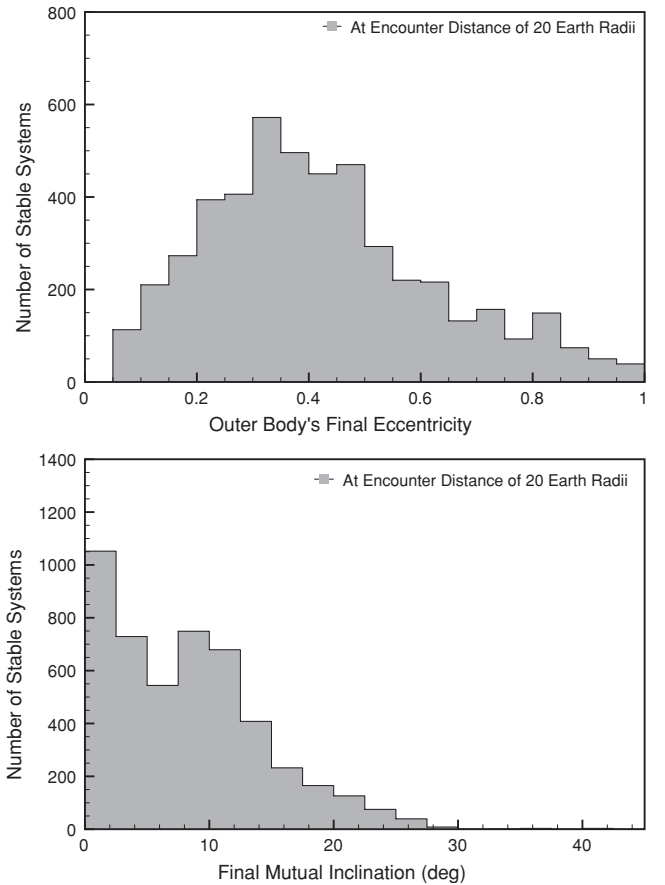 800
At Encounter Distance of 20 Earth Radii
600
Number of Stable Systems
400
200
0
0 0.2 0.4 0.6 0.8 1
Outer Body's Final Eccentricity
1400
At Encounter Distance of 20 Earth Radii
1200
1000
Number of Stable Systems
800
600
400
200
0
0 10 20 30 40
Final Mutual Inclination (deg)